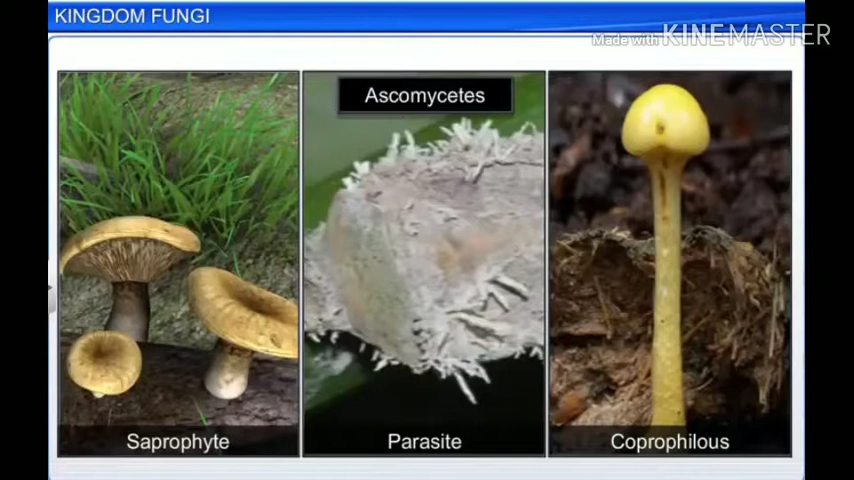 KINGDOM FUNGI
Made with KINEMASTER
Ascomycetes
Saprophyte
Parasite
Coprophilous